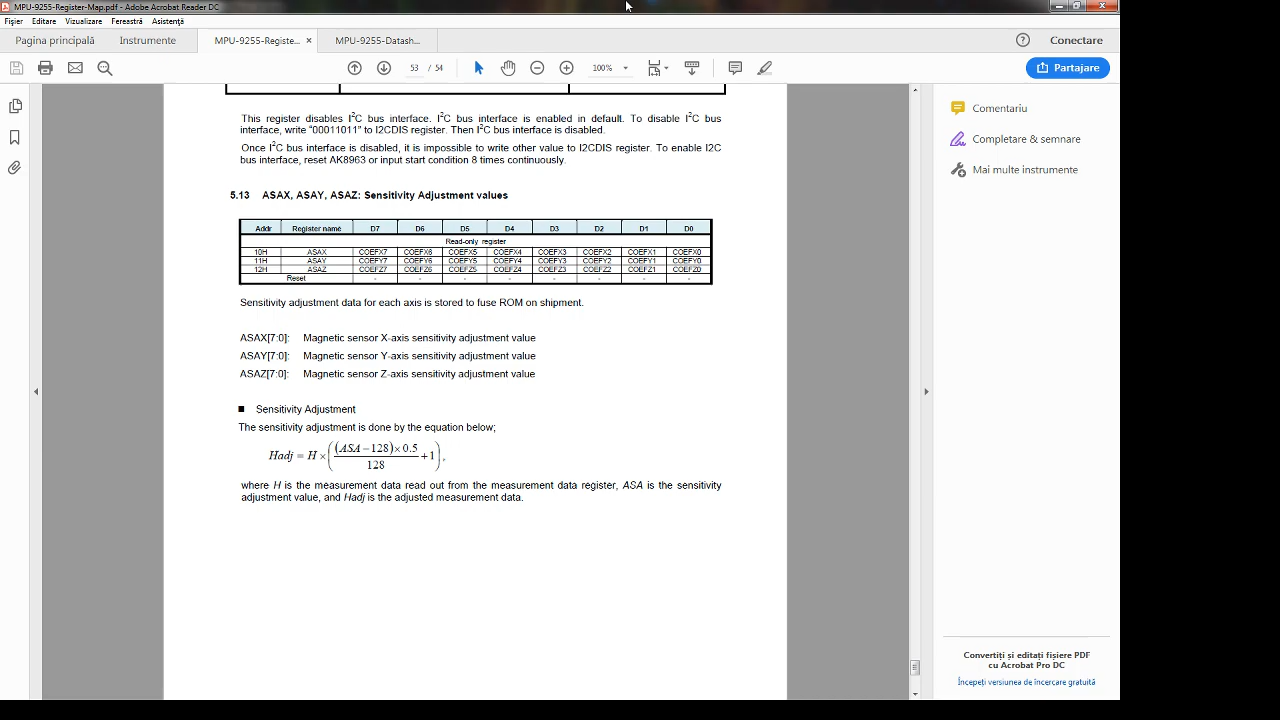 MPU-9255-Register-Map.pdf - Adobe Acrobat Reader DC
Fișier Editare Vizualizare Fereastră Asistență
Pagina principală Instrumente MPU-9255-Registe... × MPU-9255-Datash... Conectare
53 / 54 100% Partajare
This register disables I²C bus interface. I²C bus interface is enabled in default. To disable I²C bus
interface, write "00011011" to I2CDIS register. Then I²C bus interface is disabled.
Once I²C bus interface is disabled, it is impossible to write other value to I2CDIS register. To enable I2C
bus interface, reset AK8963 or input start condition 8 times continuously.
5.13 ASAX, ASAY, ASAZ: Sensitivity Adjustment values
Addr Register name D7 D6 D5 D4 D3 D2 D1 D0
Read-only register
10H ASAX COEFX7 COEFX6 COEFX5 COEFX4 COEFX3 COEFX2 COEFX1 COEFX0
11H ASAY COEFY7 COEFY6 COEFY5 COEFY4 COEFY3 COEFY2 COEFY1 COEFY0
12H ASAZ COEFZ7 COEFZ6 COEFZ5 COEFZ4 COEFZ3 COEFZ2 COEFZ1 COEFZ0
Reset - - - - - - - -
Sensitivity adjustment data for each axis is stored to fuse ROM on shipment.
ASAX[7:0]: Magnetic sensor X-axis sensitivity adjustment value
ASAY[7:0]: Magnetic sensor Y-axis sensitivity adjustment value
ASAZ[7:0]: Magnetic sensor Z-axis sensitivity adjustment value
■ Sensitivity Adjustment
The sensitivity adjustment is done by the equation below;
Hadj = H × ( (ASA − 128) × 0.5 / 128 + 1 ),
where H is the measurement data read out from the measurement data register, ASA is the sensitivity
adjustment value, and Hadj is the adjusted measurement data.
Comentariu
Completare & semnare
Mai multe instrumente
Convertiți și editați fișiere PDF
cu Acrobat Pro DC
Începeți versiunea de încercare gratuită